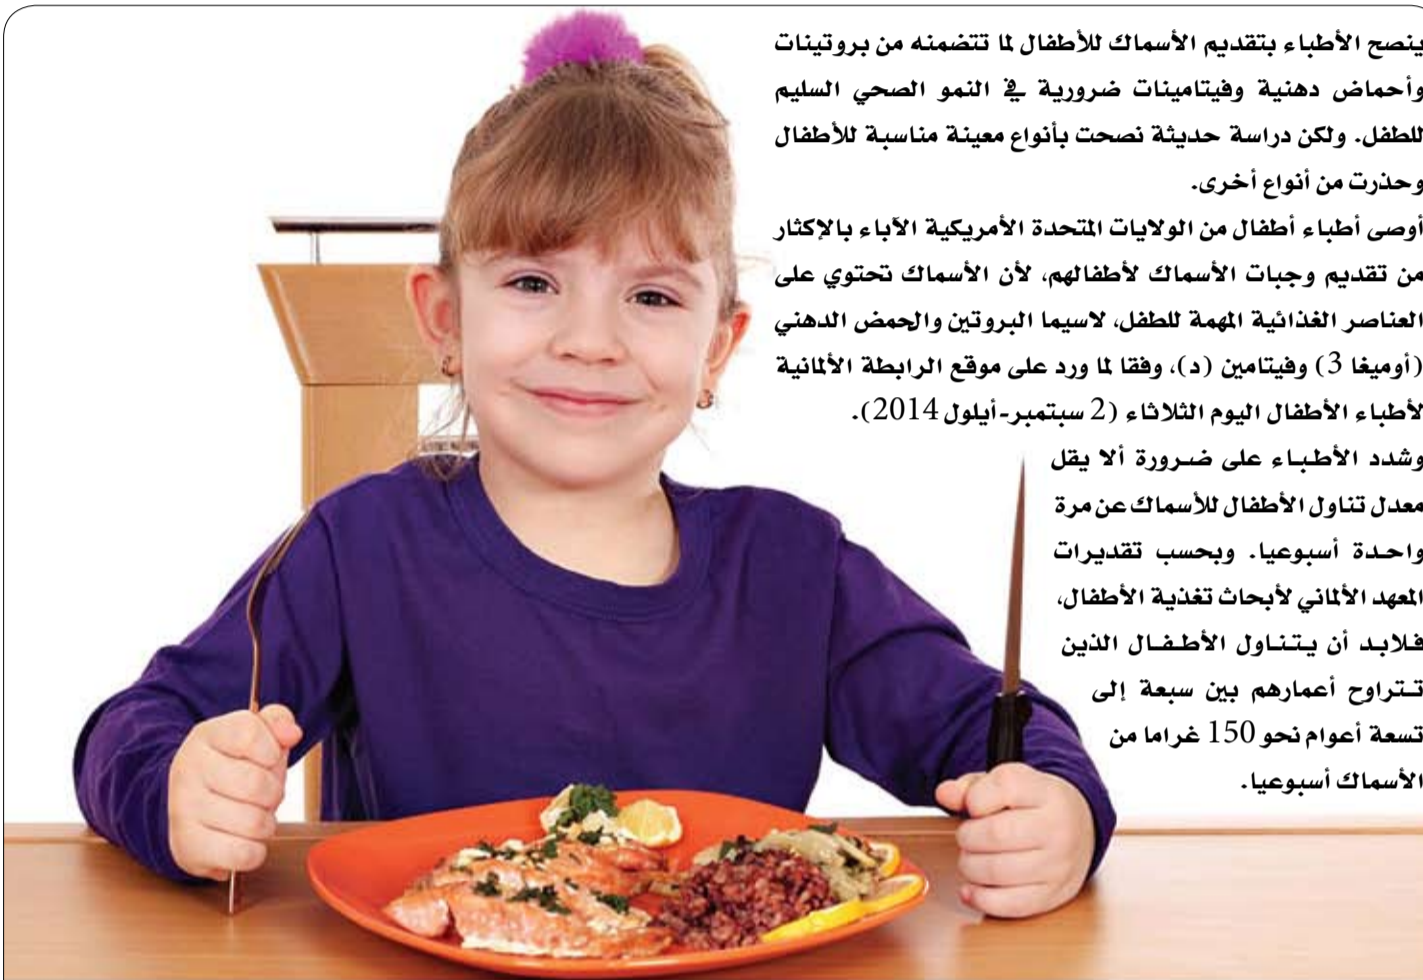 ينصح الأطباء بتقديم الأسماك للأطفال لما تتضمنه من بروتينات
وأحماض دهنية وفيتامينات ضرورية في النمو الصحي السليم
للطفل. ولكن دراسة حديثة نصحت بأنواع معينة مناسبة للأطفال
وحذرت من أنواع أخرى.
أوصى أطباء أطفال من الولايات المتحدة الأمريكية الآباء بالإكثار
من تقديم وجبات الأسماك لأطفالهم، لأن الأسماك تحتوي على
العناصر الغذائية المهمة للطفل، لاسيما البروتين والحمض الدهني
(أوميغا 3) وفيتامين (د)، وفقا لما ورد على موقع الرابطة الألمانية
لأطباء الأطفال اليوم الثلاثاء (2 سبتمبر-أيلول 2014).
وشدد الأطباء على ضرورة ألا يقل
معدل تناول الأطفال للأسماك عن مرة
واحدة أسبوعيا. وبحسب تقديرات
المعهد الألماني لأبحاث تغذية الأطفال،
فلابد أن يتناول الأطفال الذين
تتراوح أعمارهم بين سبعة إلى
تسعة أعوام نحو 150 غراما من
الأسماك أسبوعيا.